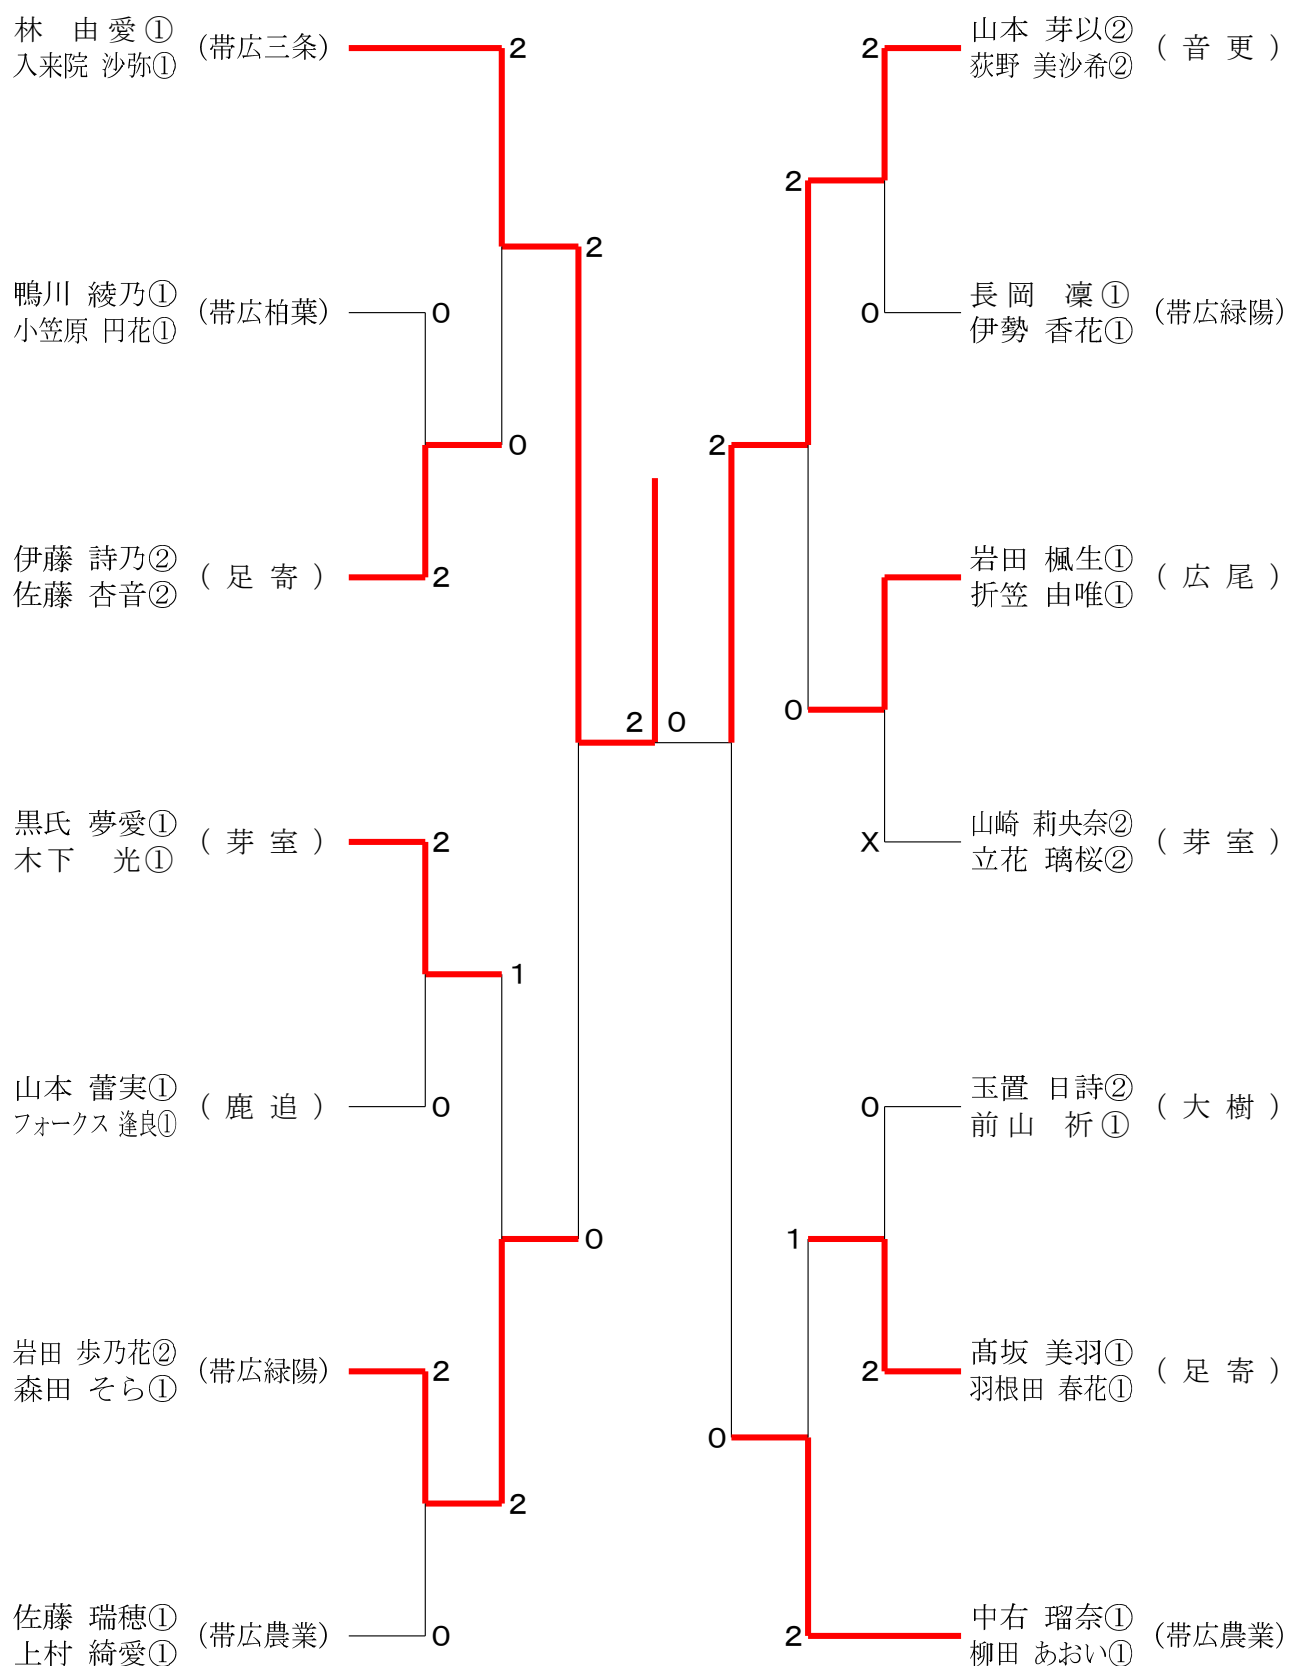 林 由愛①
入来院 沙弥①
(帯広三条)
2
鴨川 綾乃①
小笠原 円花①
(帯広柏葉)
0
2
0
伊藤 詩乃②
佐藤 杏音②
( 足 寄 )
2
黒氏 夢愛①
木下 光①
( 芽 室 )
2
1
山本 蕾実①
フォークス 逢良①
( 鹿 追 )
0
0
岩田 歩乃花②
森田 そら①
(帯広緑陽)
2
2
佐藤 瑞穂①
上村 綺愛①
(帯広農業)
0
2 0
2
山本 芽以②
荻野 美沙希②
( 音 更 )
2
0
長岡 凜①
伊勢 香花①
(帯広緑陽)
2
岩田 楓生①
折笠 由唯①
( 広 尾 )
0
X
山崎 莉央奈②
立花 璃桜②
( 芽 室 )
0
玉置 日詩②
前山 祈①
( 大 樹 )
1
2
髙坂 美羽①
羽根田 春花①
( 足 寄 )
0
2
中右 瑠奈①
柳田 あおい①
(帯広農業)